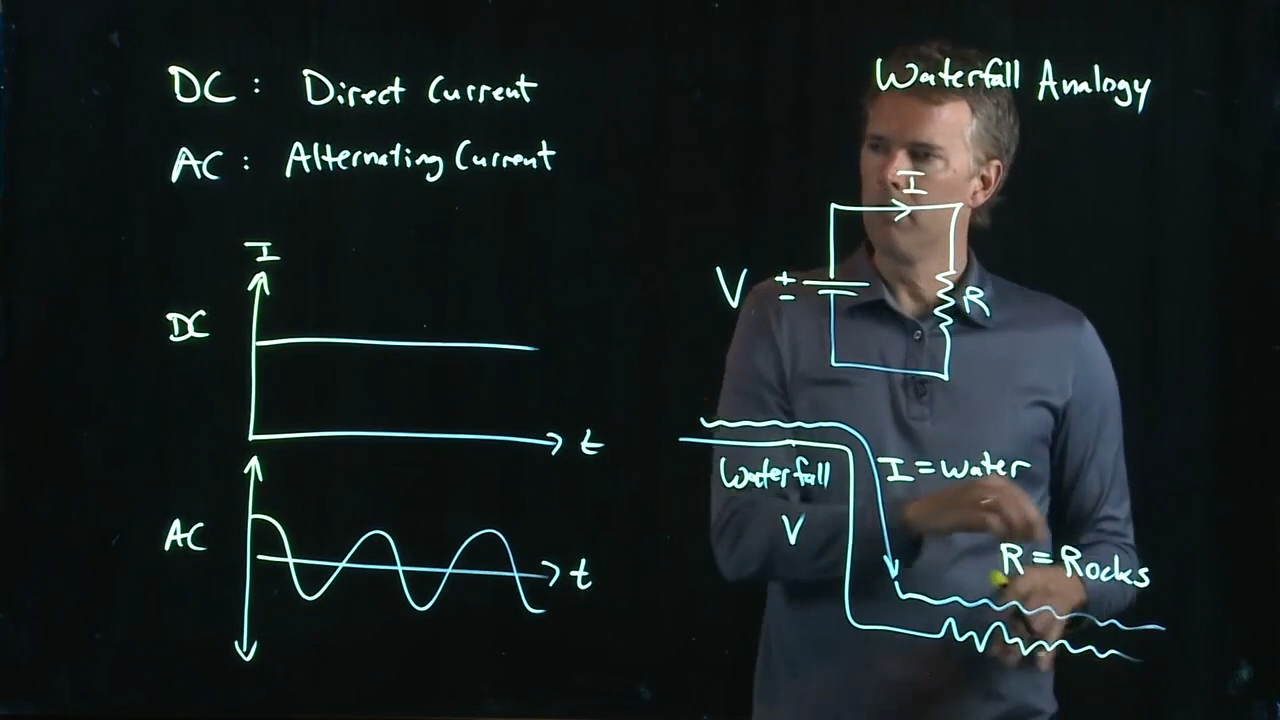 DC : Direct Current
AC : Alternating Current
I
DC
t
AC
t
Waterfall Analogy
I
V ± R
Waterfall
V
I = water
R = Rocks